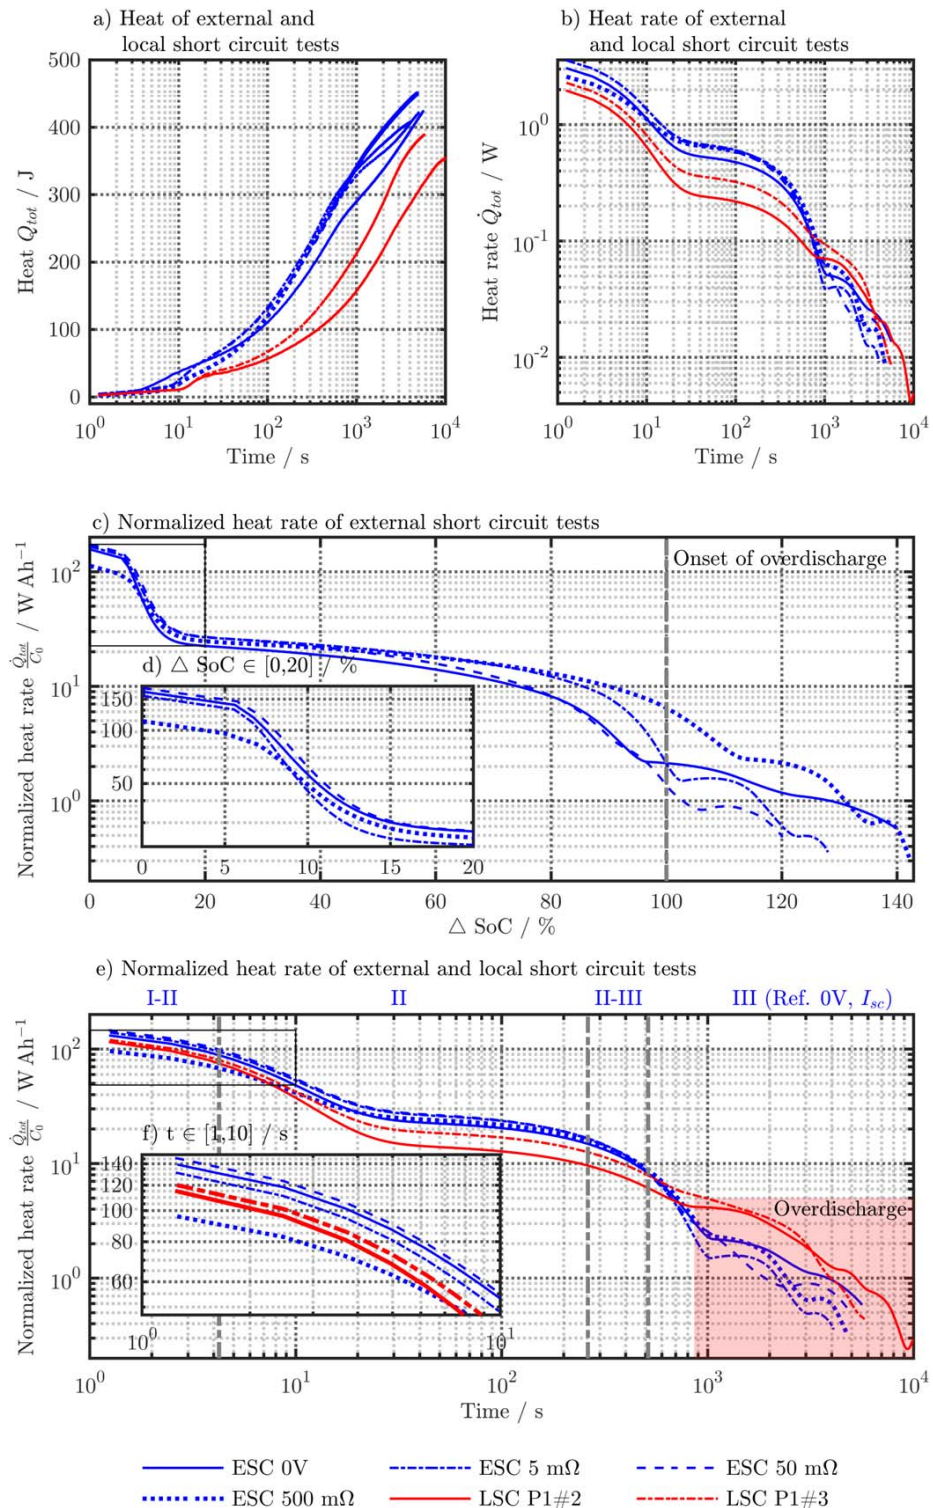 a) Heat of external and
local short circuit tests
b) Heat rate of external
and local short circuit tests
Heat Q_tot / J
500
400
300
200
100
0
10^0 10^1 10^2 10^3 10^4
Time / s
Heat rate Q̇_tot / W
10^0
10^-1
10^-2
10^0 10^1 10^2 10^3 10^4
Time / s
c) Normalized heat rate of external short circuit tests
Normalized heat rate Q̇_tot/C_0 / W Ah^-1
10^2
10^1
10^0
Onset of overdischarge
d) △ SoC ∈ [0,20] / %
150
100
50
0 5 10 15 20
0 20 40 60 80 100 120 140
△ SoC / %
e) Normalized heat rate of external and local short circuit tests
I-II II II-III III (Ref. 0V, I_sc)
Normalized heat rate Q̇_tot/C_0 / W Ah^-1
10^2
10^1
10^0
f) t ∈ [1,10] / s
140
120
100
80
60
10^0 10^1
Overdischarge
10^0 10^1 10^2 10^3 10^4
Time / s
ESC 0V ESC 5 mΩ ESC 50 mΩ
ESC 500 mΩ LSC P1#2 LSC P1#3